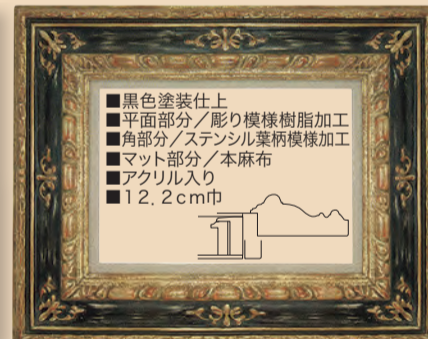 ■黒色塗装仕上
■平面部分／彫り模様樹脂加工
■角部分／ステンシル葉柄模様加工
■マット部分／本麻布
■アクリル入り
■12.2cm巾